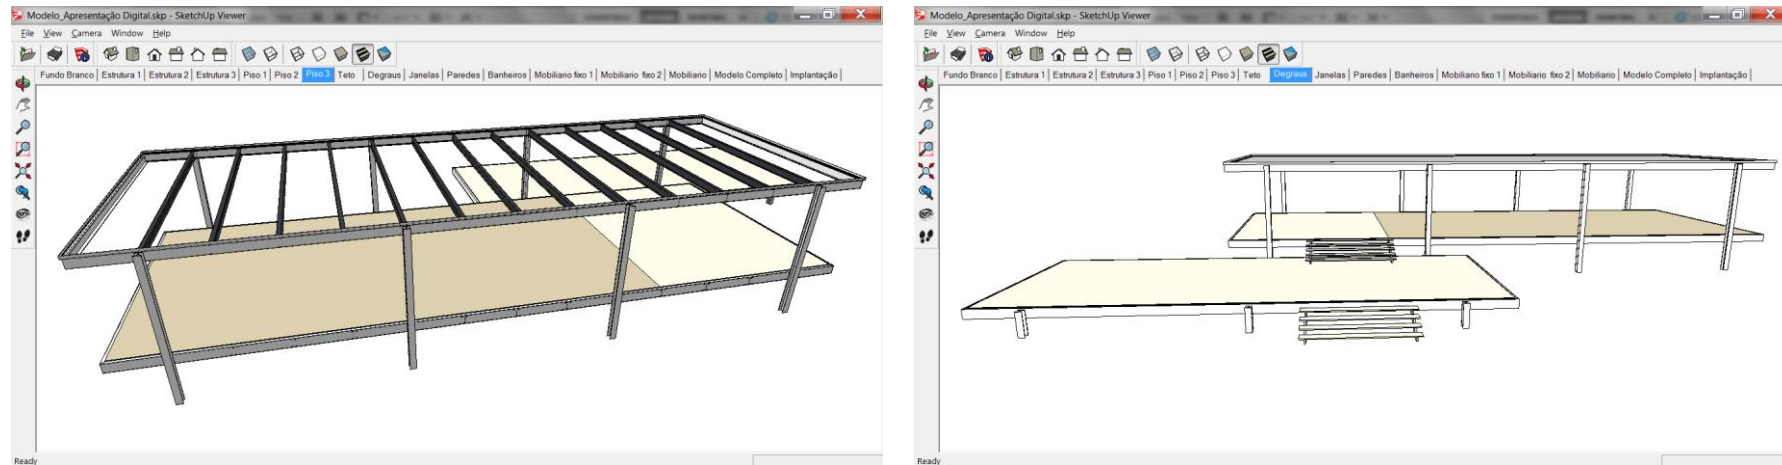 Modelo_Apresentação Digital.skp - SketchUp Viewer
File View Camera Window Help
Fundo Branco Estrutura 1 Estrutura 2 Estrutura 3 Piso 1 Piso 2 Piso 3 Teto Degraus Janelas Paredes Banheiros Mobiliario fixo 1 Mobiliario fixo 2 Mobiliario Modelo Completo Implantação
Ready
Modelo_Apresentação Digital.skp - SketchUp Viewer
File View Camera Window Help
Fundo Branco Estrutura 1 Estrutura 2 Estrutura 3 Piso 1 Piso 2 Piso 3 Teto Degraus Janelas Paredes Banheiros Mobiliario fixo 1 Mobiliario fixo 2 Mobiliario Modelo Completo Implantação
Ready